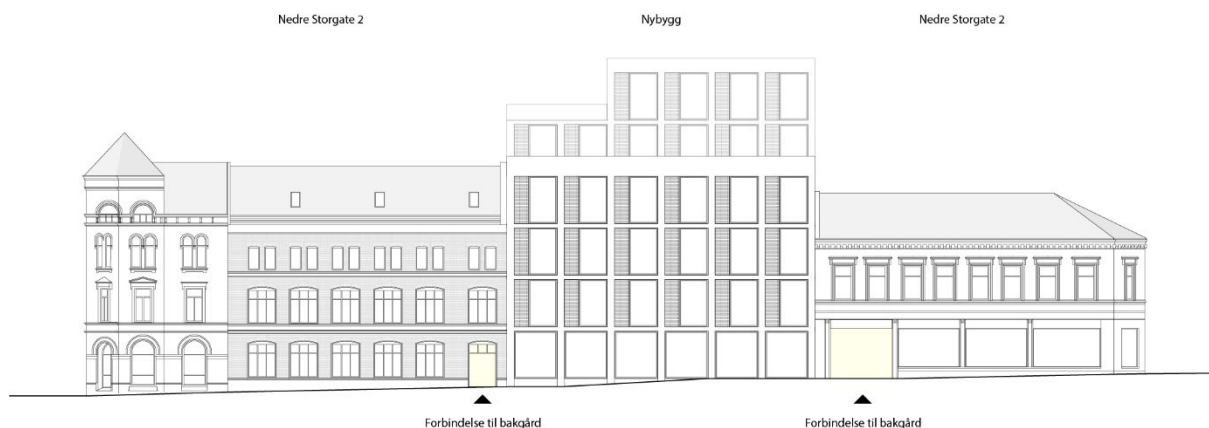 Nedre Storgate 2
Nybygg
Nedre Storgate 2
Forbindelse til bakgård
Forbindelse til bakgård